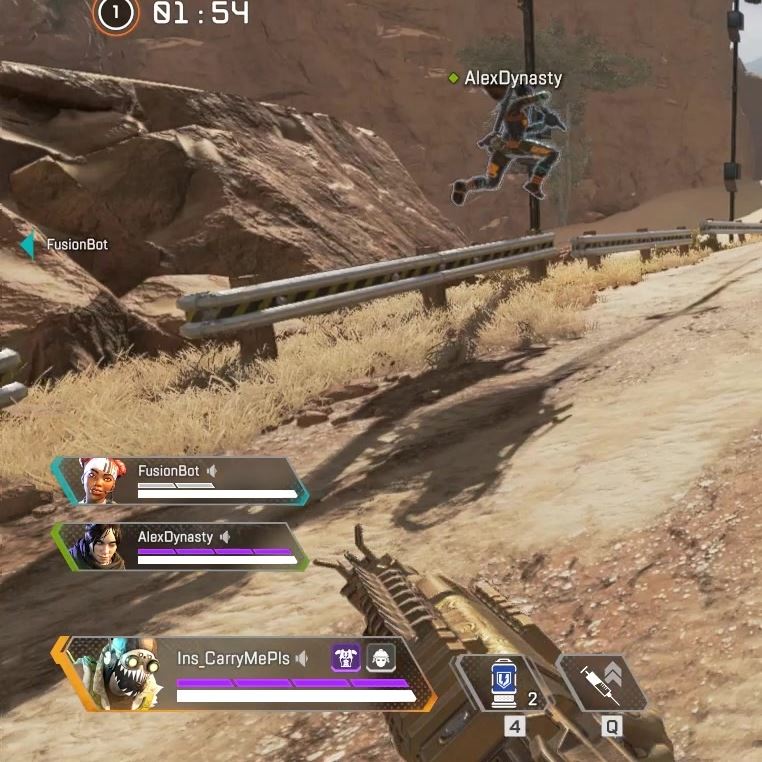 1 01:54
AlexDynasty
FusionBot
FusionBot
AlexDynasty
Ins_CarryMePls
2
4 Q